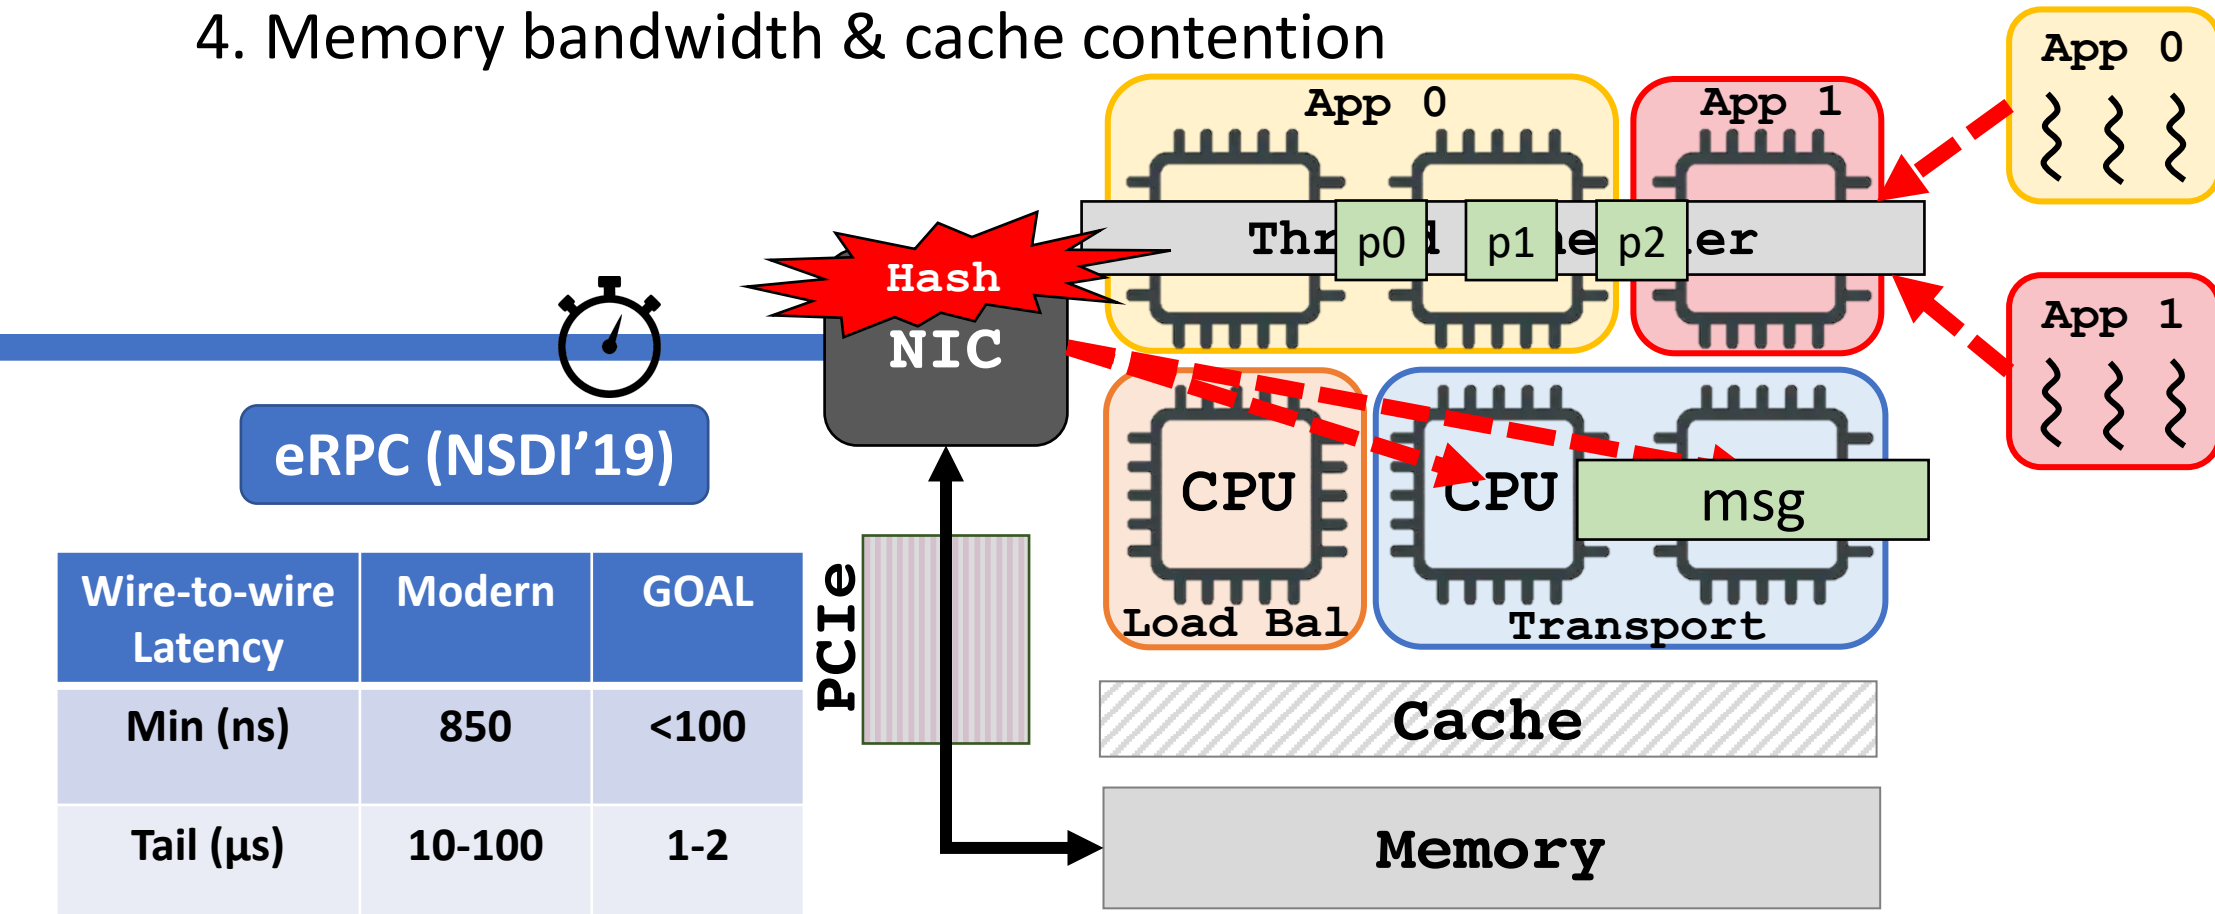 4. Memory bandwidth & cache contention
App 0
App 1
App 0
p0
p1
p2
Hash
NIC
App 1
eRPC (NSDI’19)
CPU
CPU
msg
Load Bal
Transport
PCIe
Wire-to-wire Latency
Modern
GOAL
Min (ns)
850
<100
Tail (µs)
10-100
1-2
Cache
Memory